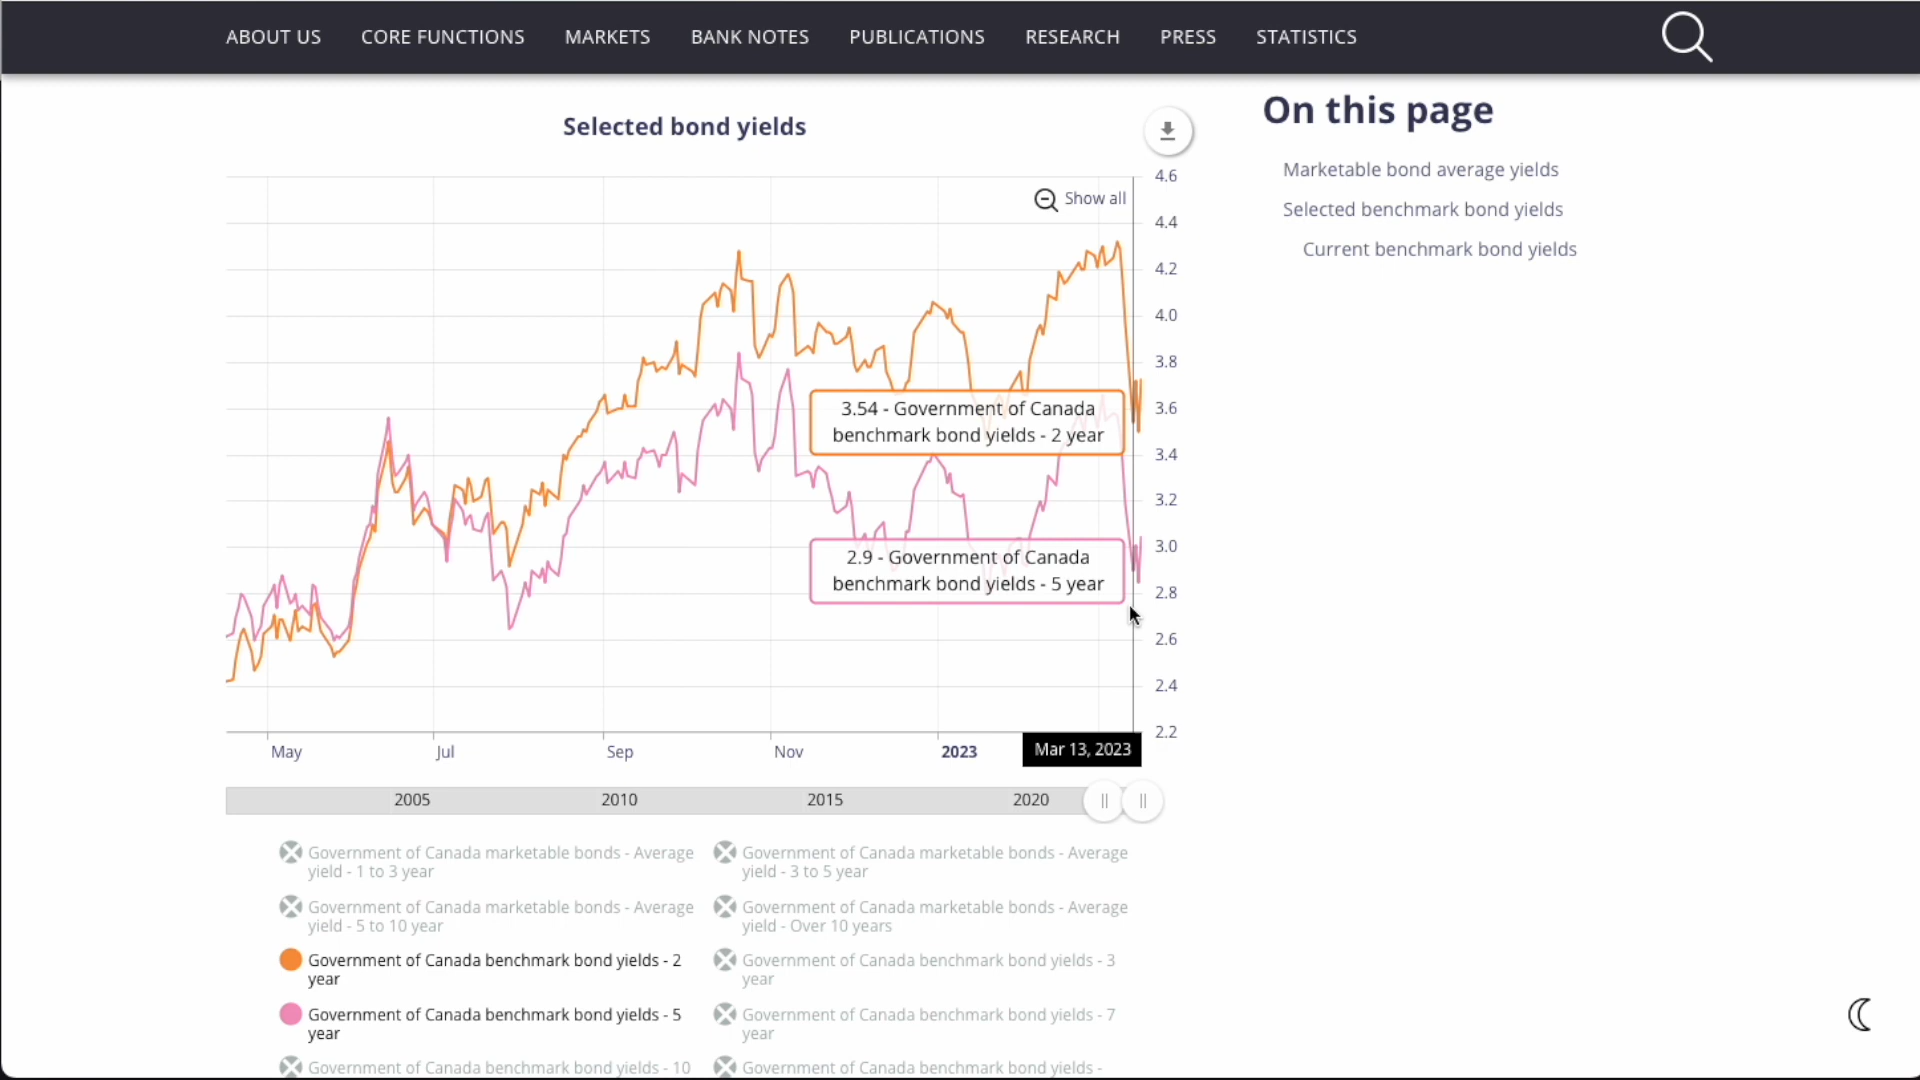 ABOUT US CORE FUNCTIONS MARKETS BANK NOTES PUBLICATIONS RESEARCH PRESS STATISTICS
Selected bond yields
On this page
Marketable bond average yields
Selected benchmark bond yields
Current benchmark bond yields
Show all
4.6
4.4
4.2
4.0
3.8
3.6
3.4
3.2
3.0
2.8
2.6
2.4
2.2
3.54 - Government of Canada
benchmark bond yields - 2 year
2.9 - Government of Canada
benchmark bond yields - 5 year
May Jul Sep Nov 2023 Mar 13, 2023
2005 2010 2015 2020
Government of Canada marketable bonds - Average
yield - 1 to 3 year
Government of Canada marketable bonds - Average
yield - 3 to 5 year
Government of Canada marketable bonds - Average
yield - 5 to 10 year
Government of Canada marketable bonds - Average
yield - Over 10 years
Government of Canada benchmark bond yields - 2
year
Government of Canada benchmark bond yields - 3
year
Government of Canada benchmark bond yields - 5
year
Government of Canada benchmark bond yields - 7
year
Government of Canada benchmark bond yields - 10
Government of Canada benchmark bond yields -